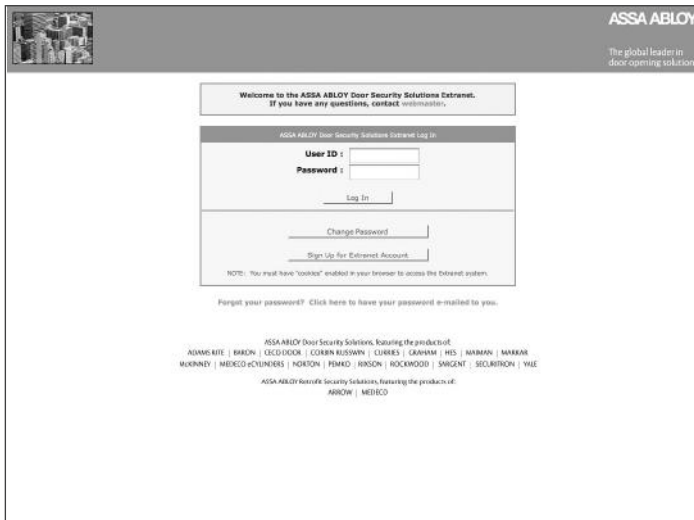 ASSA ABLOY
The global leader in
door opening solution
Welcome to the ASSA ABLOY Door Security Solutions Extranet.
If you have any questions, contact webmaster.
ASSA ABLOY Door Security Solutions Extranet Log In
User ID :
Password :
Log In
Change Password
Sign Up for Extranet Account
NOTE: You must have "cookies" enabled in your browser to access the Extranet system.
Forgot your password? Click here to have your password e-mailed to you.
ASSA ABLOY Door Security Solutions, featuring the products of:
ADAMS RITE | BARON | CECO DOOR | CORBIN RUSSWIN | CURRIES | GRAHAM | HES | MAIMAN | MARKAR
McKINNEY | MEDECO eCYLINDERS | NORTON | PEMKO | RIXSON | ROCKWOOD | SARGENT | SECURITRON | YALE
ASSA ABLOY Retrofit Security Solutions, featuring the products of:
ARROW | MEDECO